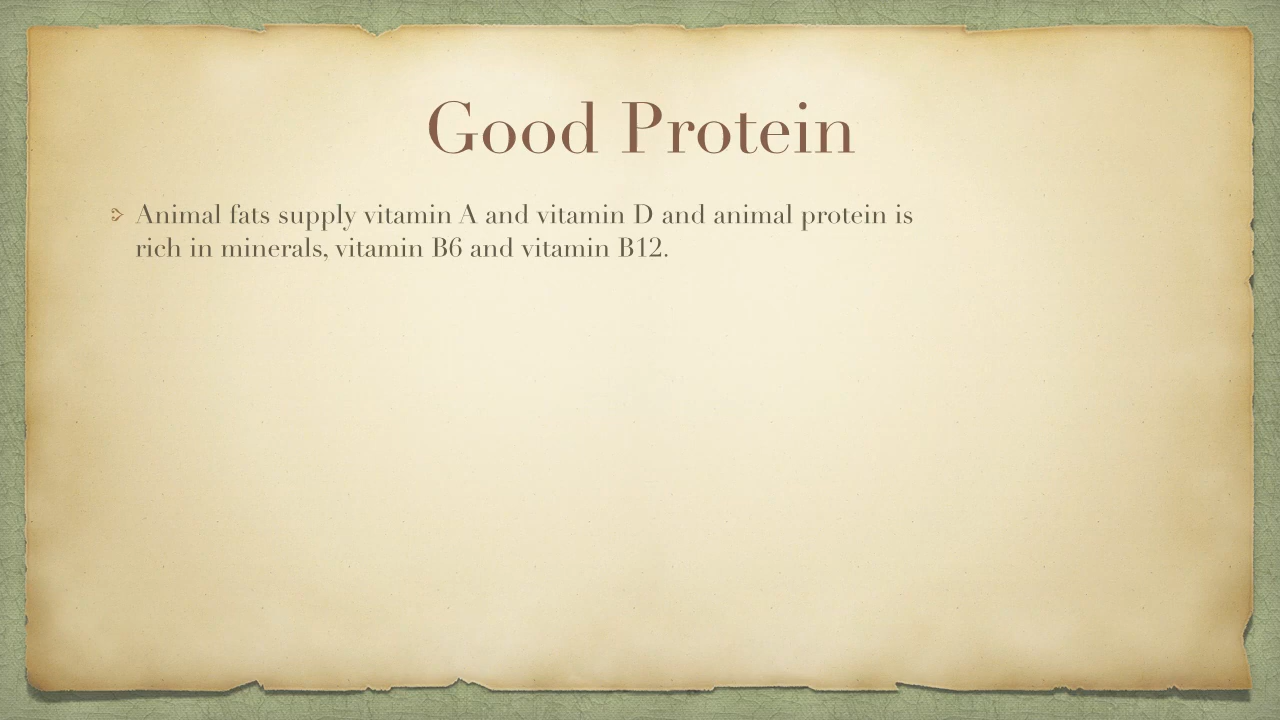 Good Protein
Animal fats supply vitamin A and vitamin D and animal protein is
rich in minerals, vitamin B6 and vitamin B12.